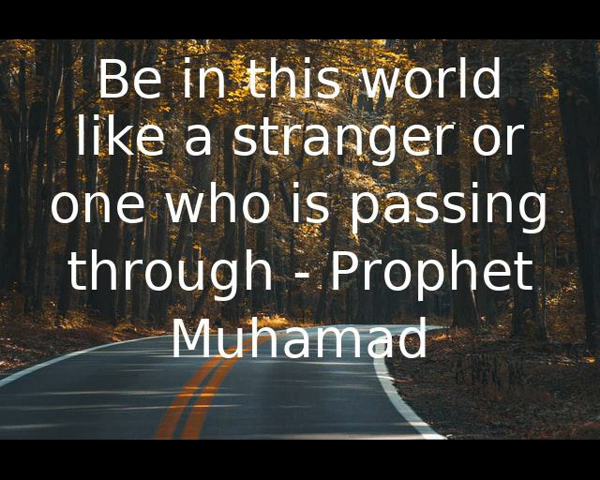 Be in this world
like a stranger or
one who is passing
through - Prophet
Muhamad